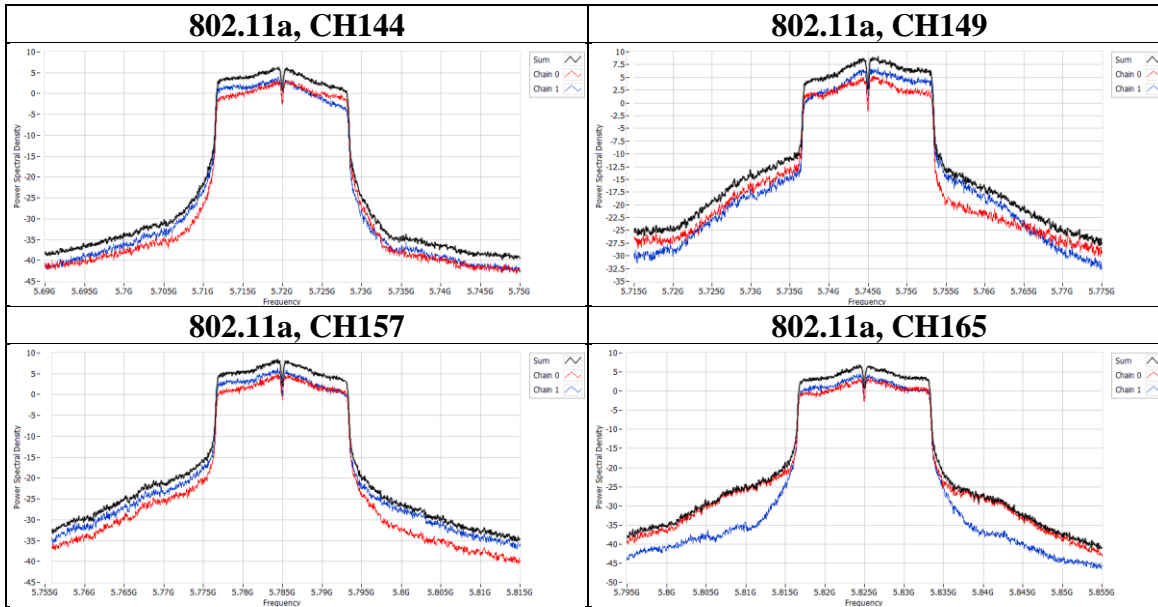 802.11a, CH144
Power Spectral Density
10
5
0
-5
-10
-15
-20
-25
-30
-35
-40
-45
5.69G 5.695G 5.7G 5.705G 5.71G 5.715G 5.72G 5.725G 5.73G 5.735G 5.74G 5.745G 5.75G
Frequency
Sum
Chain 0
Chain 1
802.11a, CH149
Power Spectral Density
10
7.5
5
2.5
0
-2.5
-5
-7.5
-10
-12.5
-15
-17.5
-20
-22.5
-25
-27.5
-30
-32.5
-35
5.715G 5.72G 5.725G 5.73G 5.735G 5.74G 5.745G 5.75G 5.755G 5.76G 5.765G 5.77G 5.775G
Frequency
Sum
Chain 0
Chain 1
802.11a, CH157
Power Spectral Density
10
5
0
-5
-10
-15
-20
-25
-30
-35
-40
-45
5.755G 5.76G 5.765G 5.77G 5.775G 5.78G 5.785G 5.79G 5.795G 5.8G 5.805G 5.81G 5.815G
Frequency
Sum
Chain 0
Chain 1
802.11a, CH165
Power Spectral Density
10
5
0
-5
-10
-15
-20
-25
-30
-35
-40
-45
-50
5.795G 5.8G 5.805G 5.81G 5.815G 5.82G 5.825G 5.83G 5.835G 5.84G 5.845G 5.85G 5.855G
Frequency
Sum
Chain 0
Chain 1